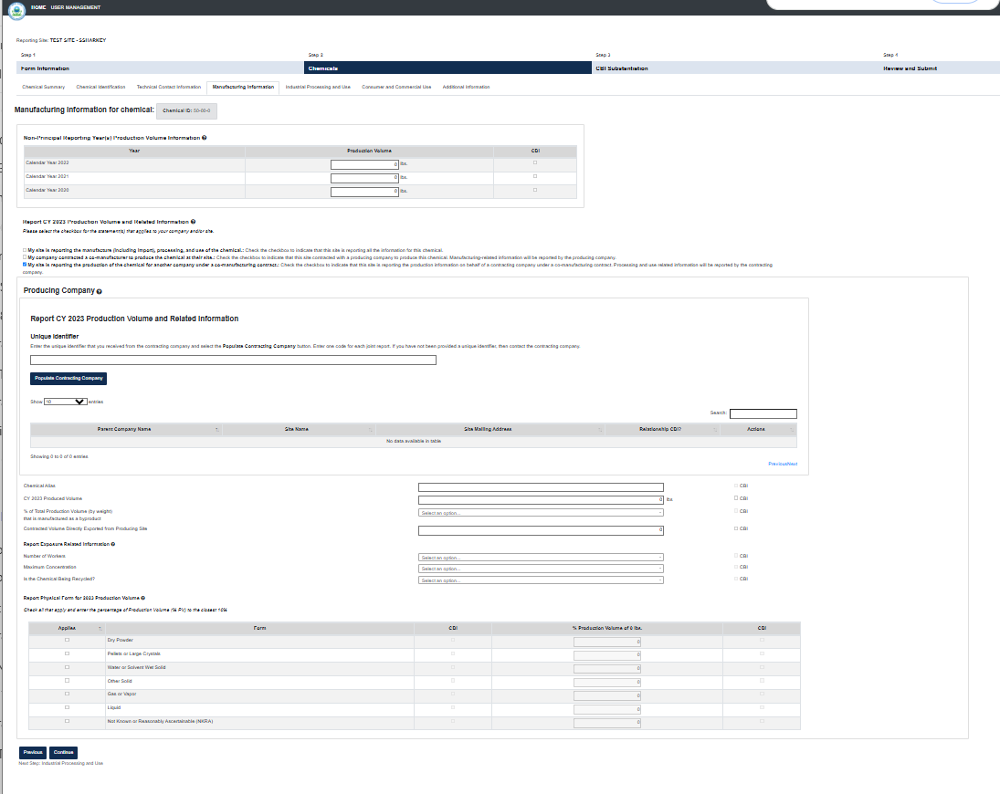 HOME USER MANAGEMENT
Reporting Site: TEST SITE - SSHARKEY
Step 1 Step 2 Step 3 Step 4
Form Information Chemicals CBI Substantiation Review and Submit
Chemical Summary Chemical Identification Technical Contact Information Manufacturing Information Industrial Processing and Use Consumer and Commercial Use Additional Information
Manufacturing Information for chemical: Chemical ID: 50-00-0
Non-Principal Reporting Year(s) Production Volume Information
Year Production Volume CBI
Calendar Year 2022 0 lbs.
Calendar Year 2021 0 lbs.
Calendar Year 2020 0 lbs.
Report CY 2023 Production Volume and Related Information
Please select the checkbox for the statement(s) that applies to your company and/or site.
My site is reporting the manufacture (including import), processing, and use of the chemical.: Check the checkbox to indicate that this site is reporting all the information for this chemical.
My company contracted a co-manufacturer to produce the chemical at their site.: Check the checkbox to indicate that this site contracted with a producing company to produce this chemical. Manufacturing-related information will be reported by the producing company.
My site is reporting the production of the chemical for another company under a co-manufacturing contract.: Check the checkbox to indicate that this site is reporting the production information on behalf of a contracting company under a co-manufacturing contract. Processing and use related information will be reported by the contracting
company.
Producing Company
Report CY 2023 Production Volume and Related Information
Unique Identifier
Enter the unique identifier that you received from the contracting company and select the Populate Contracting Company button. Enter one code for each joint report. If you have not been provided a unique identifier, then contact the contracting company.
Populate Contracting Company
Show 10 entries
Search:
Parent Company Name Site Name Site Mailing Address Relationship CBI? Actions
No data available in table
Showing 0 to 0 of 0 entries
PreviousNext
Chemical Alias CBI
CY 2023 Produced Volume 0 lbs CBI
% of Total Production Volume (by weight) Select an option... CBI
that is manufactured as a byproduct
Contracted Volume Directly Exported from Producing Site 0 CBI
Report Exposure Related Information
Number of Workers Select an option... CBI
Maximum Concentration Select an option... CBI
Is the Chemical Being Recycled? Select an option... CBI
Report Physical Form for 2023 Production Volume
Check all that apply and enter the percentage of Production Volume (% PV) to the closest 10%
Applies Form CBI % Production Volume of 0 lbs. CBI
Dry Powder 0
Pellets or Large Crystals 0
Water or Solvent Wet Solid 0
Other Solid 0
Gas or Vapor 0
Liquid 0
Not Known or Reasonably Ascertainable (NKRA) 0
Previous Continue
Next Step: Industrial Processing and Use